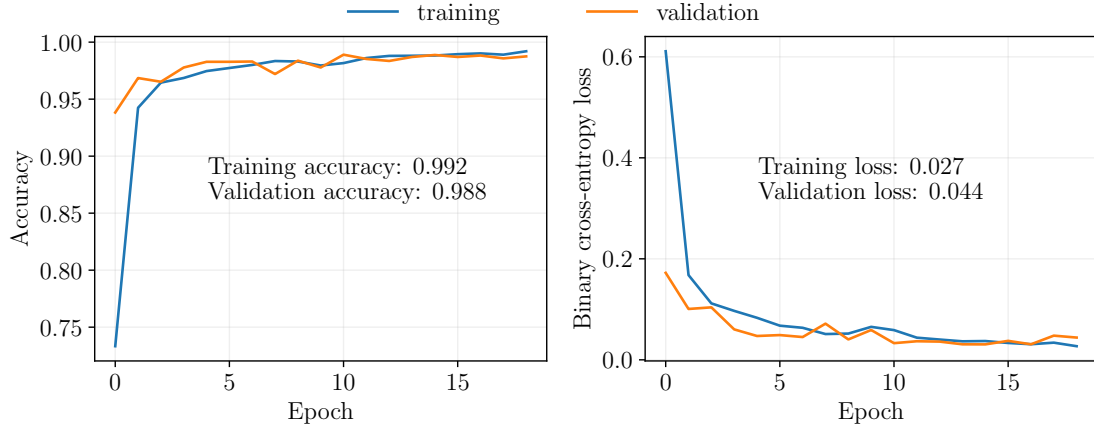 training
validation
Accuracy
1.00
0.95
0.90
0.85
0.80
0.75
Training accuracy: 0.992
Validation accuracy: 0.988
0
5
10
15
Epoch
Binary cross-entropy loss
0.6
0.4
0.2
0.0
Training loss: 0.027
Validation loss: 0.044
0
5
10
15
Epoch